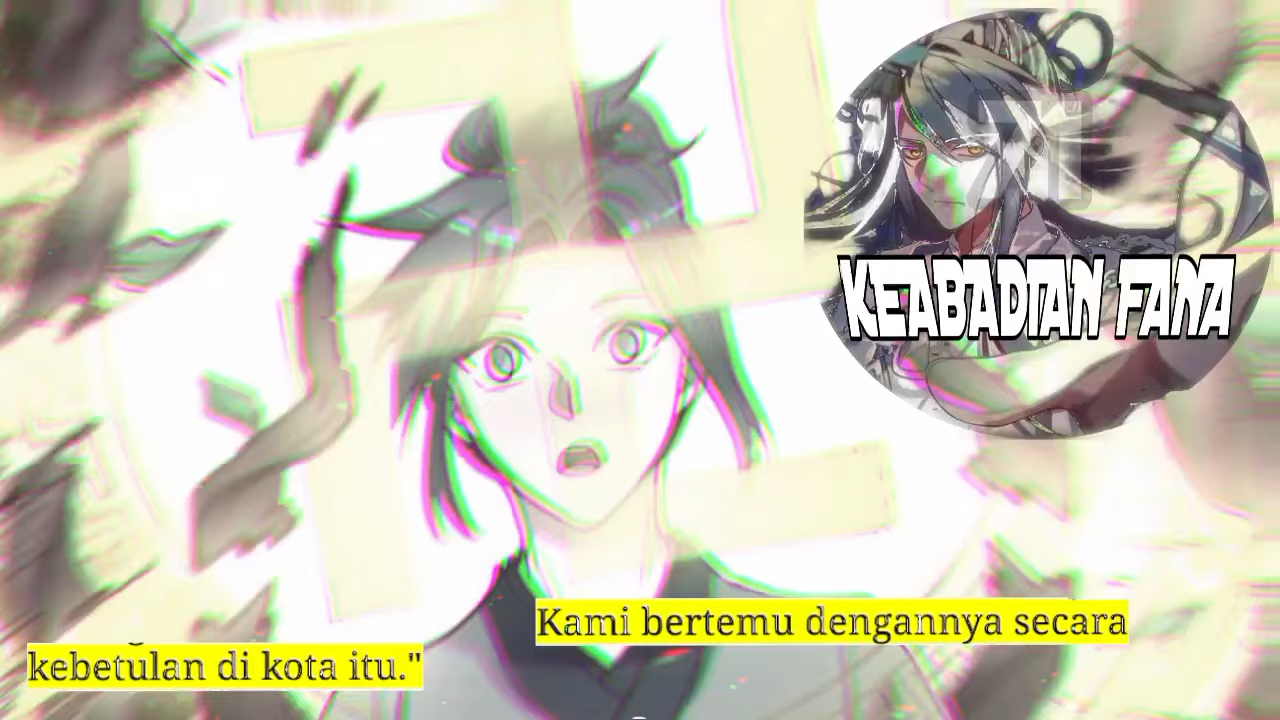 KEABADIAN FANA
Kami bertemu dengannya secara
kebetulan di kota itu."